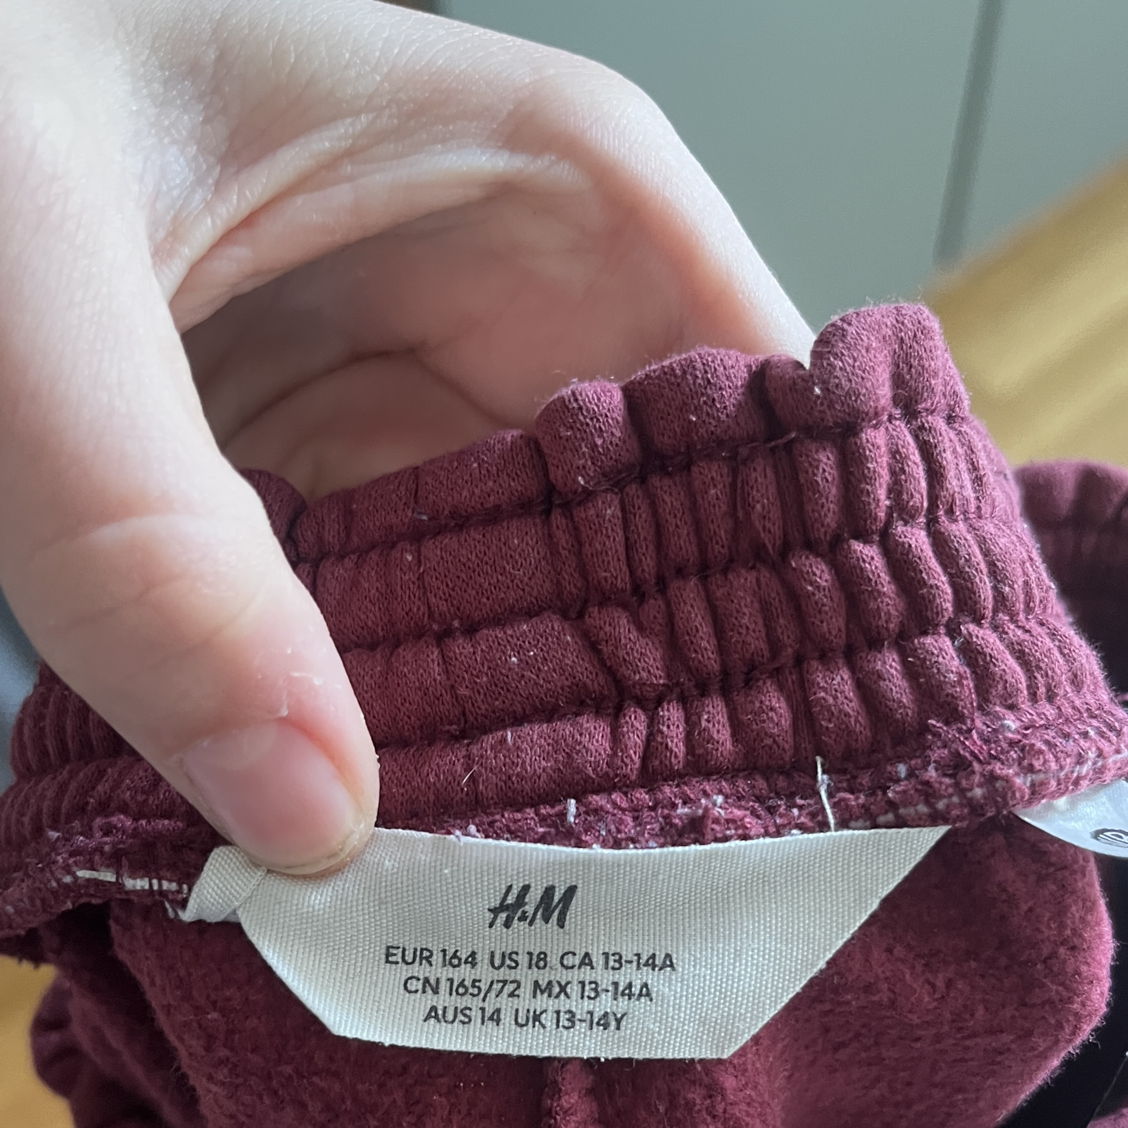 H&M
EUR 164 US 18 CA 13-14A
CN 165/72 MX 13-14A
AUS 14 UK 13-14Y